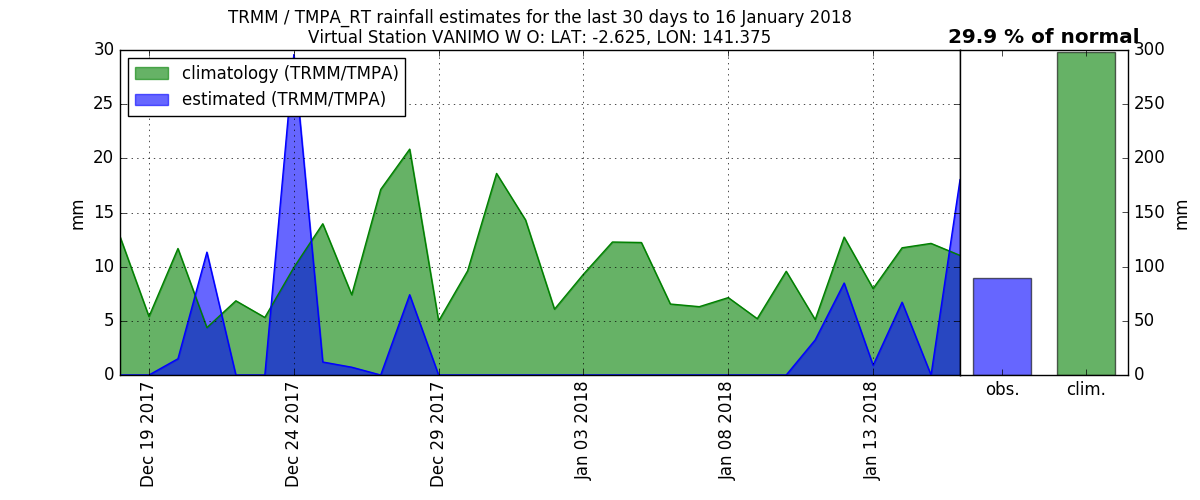 TRMM / TMPA_RT rainfall estimates for the last 30 days to 16 January 2018
Virtual Station VANIMO W O: LAT: -2.625, LON: 141.375
29.9 % of normal
climatology (TRMM/TMPA)
estimated (TRMM/TMPA)
30
25
20
15
10
5
0
mm
Dec 19 2017
Dec 24 2017
Dec 29 2017
Jan 03 2018
Jan 08 2018
Jan 13 2018
obs.
clim.
300
250
200
150
100
50
0
mm